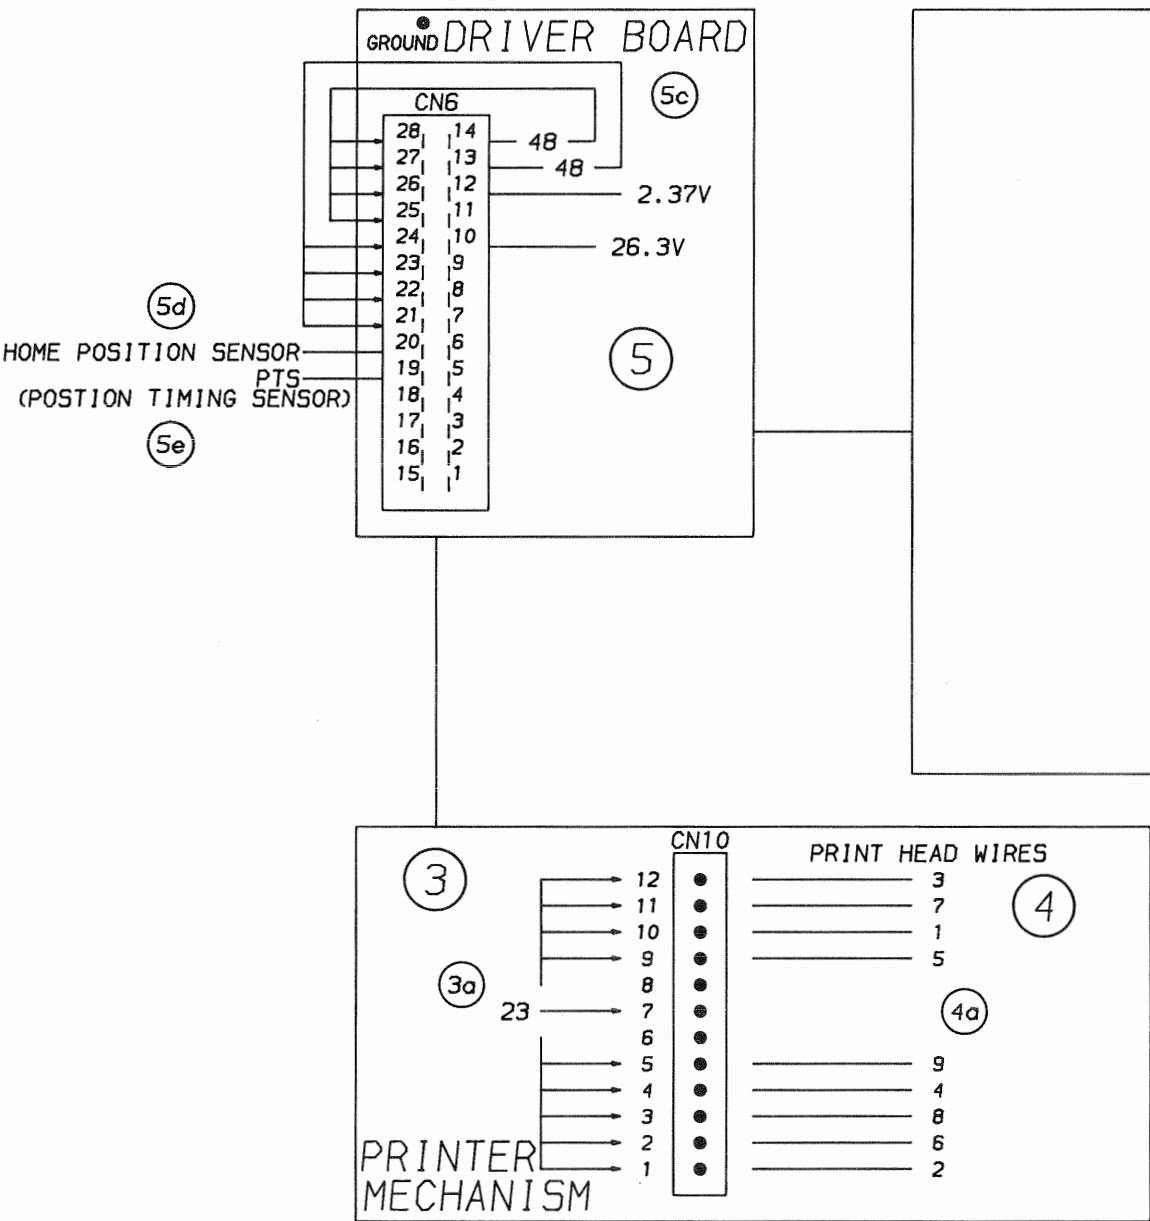 GROUND DRIVER BOARD
5c
CN6
28 14 48
27 13 48
26 12 2.37V
25 11
24 10 26.3V
23 9
22 8
21 7
20 6
19 5
18 4
17 3
16 2
15 1
5d
HOME POSITION SENSOR
PTS
(POSTION TIMING SENSOR)
5e
5
CN10
PRINT HEAD WIRES
3
4
12 3
11 7
10 1
9 5
8
3a
23 7
4a
6
5 9
4 4
3 8
2 6
1 2
PRINTER
MECHANISM